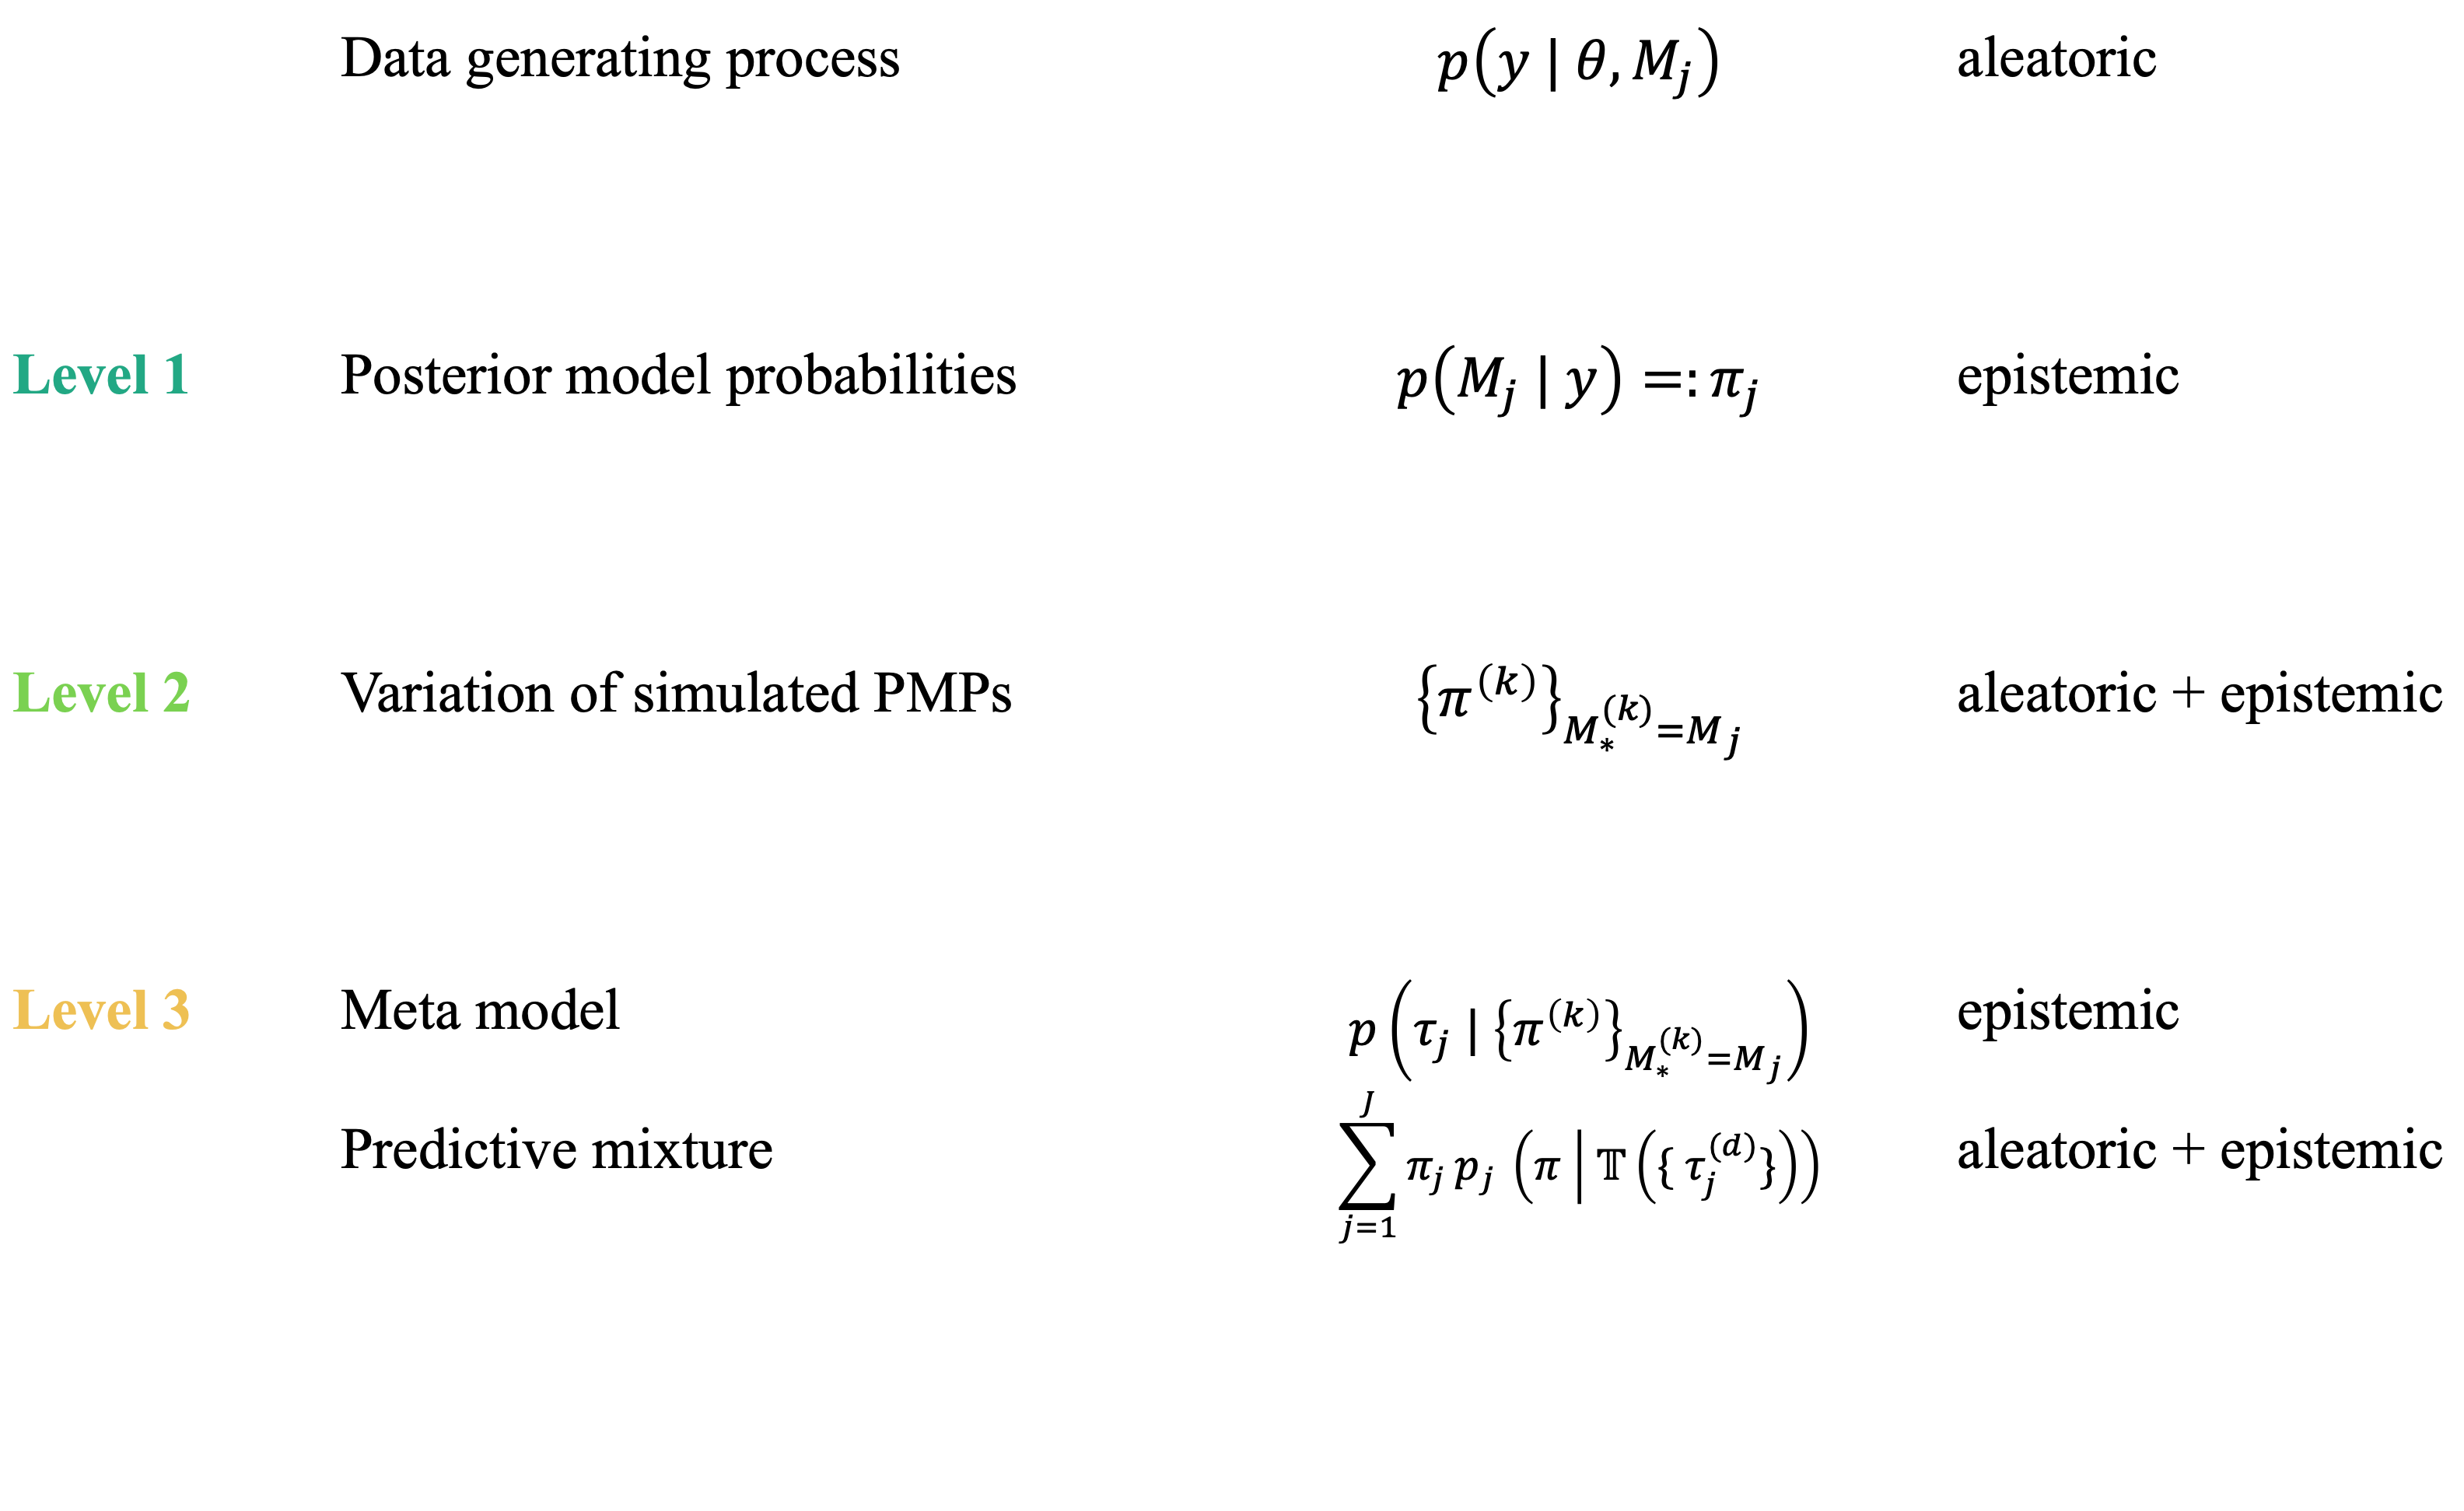 Data generating process p(y | θ, M_j) aleatoric
Level 1 Posterior model probabilities p(M_j | y) =: π_j epistemic
Level 2 Variation of simulated PMPs {π^(k)}_{M_*^(k)=M_j} aleatoric + epistemic
Level 3 Meta model p(τ_j | {π^(k)}_{M_*^(k)=M_j}) epistemic
Predictive mixture ∑_{j=1}^{J} π_j p_j (π | 𝕋({τ_j^(d)})) aleatoric + epistemic